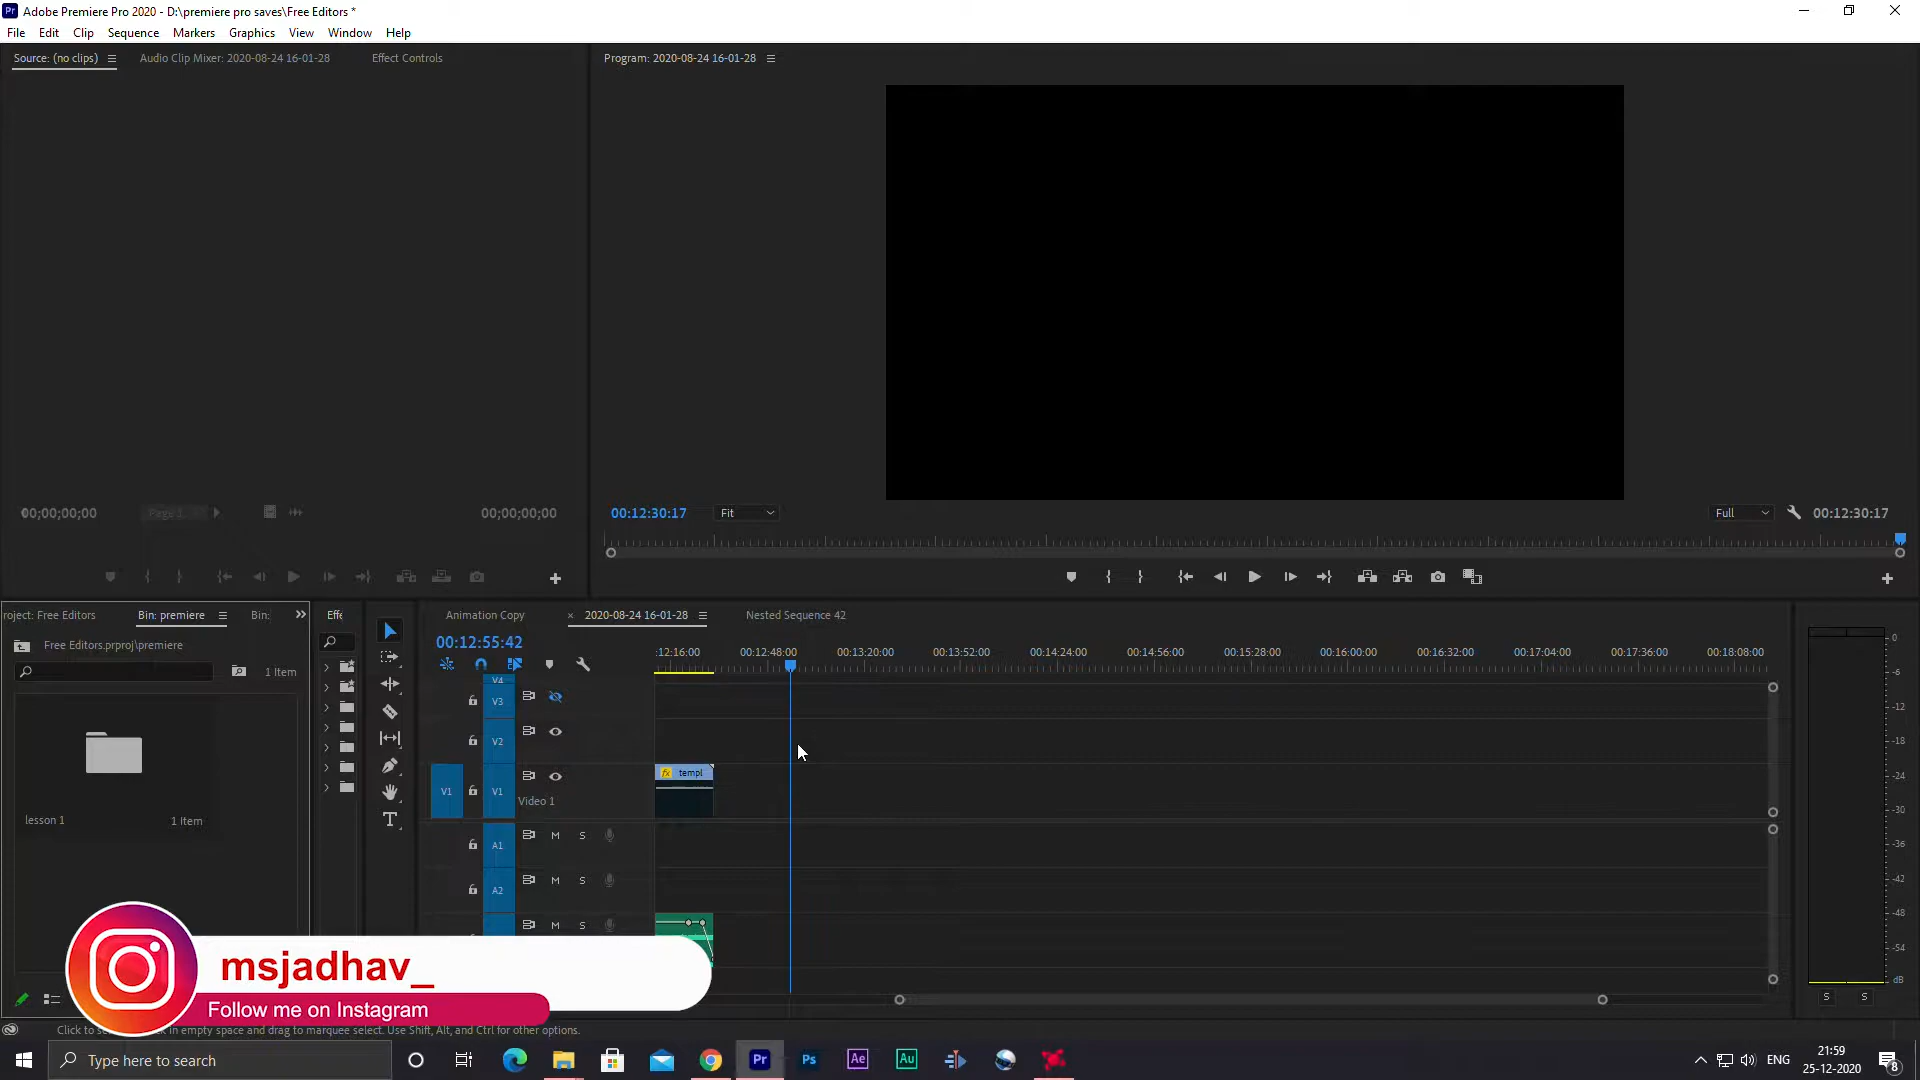 Adobe Premiere Pro 2020 - D:\premiere pro saves\Free Editors *
File Edit Clip Sequence Markers Graphics View Window Help
Source: (no clips) Audio Clip Mixer: 2020-08-24 16-01-28 Effect Controls
Program: 2020-08-24 16-01-28
00;00;00;00 Page 00;00;00;00
00:12:30:17 Fit Full 00:12:30:17
roject: Free Editors Bin: premiere Bin:
Free Editors.prproj\premiere
1 Item
lesson 1 1 Item
Effe
Animation Copy 2020-08-24 16-01-28 Nested Sequence 42
00:12:55:42
:12:16:00 00:12:48:00 00:13:20:00 00:13:52:00 00:14:24:00 00:14:56:00 00:15:28:00 00:16:00:00 00:16:32:00 00:17:04:00 00:17:36:00 00:18:08:00
V4
V3
V2
V1 V1 Video 1
fx templ
A1 M S
A2 M S
M S
0
-6
-12
-18
-24
-30
-36
-42
-48
-54
dB
S S
msjadhav_
Follow me on Instagram
Click to se in empty space and drag to marquee select. Use Shift, Alt, and Ctrl for other options.
Type here to search
Pr Ps Ae Au
ENG
21:59
25-12-2020
8